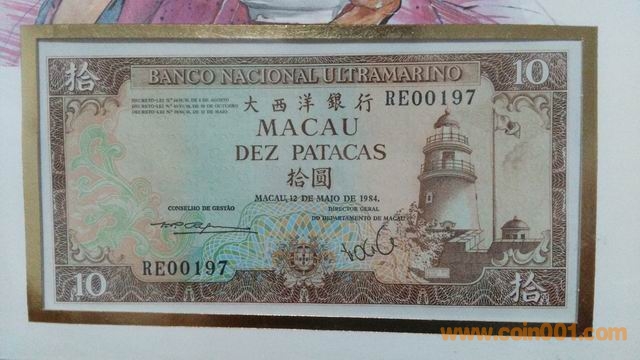 拾
BANCO NACIONAL ULTRAMARINO
10
大西洋銀行
RE00197
MACAU
DEZ PATACAS
拾圓
MACAU, 12 DE MAIO DE 1984,
CONSELHO DE GESTÃO
DIRECTOR GERAL
DO DEPARTAMENTO DE MACAU
RE00197
10
拾
www.coin001.com